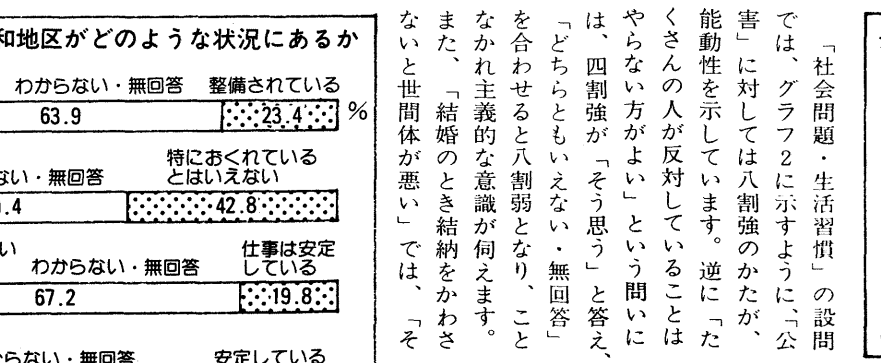 「社会問題・生活習慣」の設問
では、グラフ2に示すように、「公
害」に対しては八割強のかたが、
能動性を示しています。逆に「た
くさんの人が反対していることは
やらない方がよい」という問いに
は、四割強が「そう思う」と答え、
「どちらともいえない・無回答」
を合わせると八割弱となり、こと
なかれ主義的な意識が伺えます。
また、「結婚のとき結納をかわさ
ないと世間体が悪い」では、「そ
和地区がどのような状況にあるか
わからない・無回答 整備されている
63.9 23.4 %
ない・無回答 特におくれている
とはいえない
.4 42.8
い
わからない・無回答 仕事は安定
している
67.2 19.8
からない・無回答 安定している